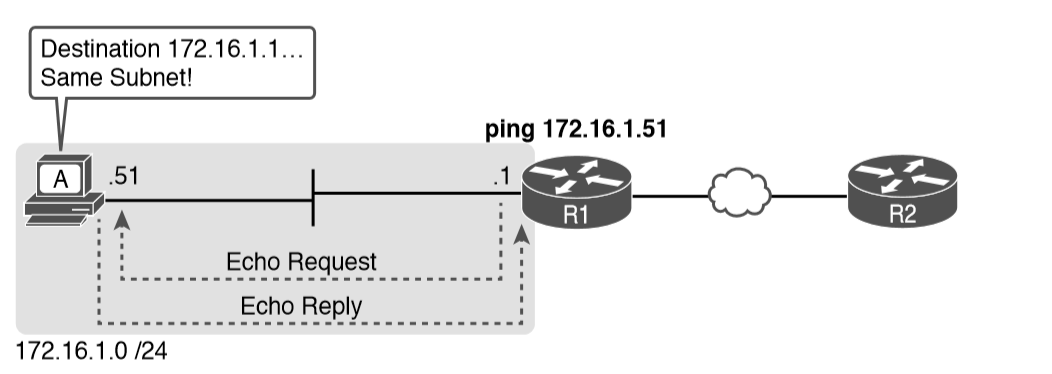 Destination 172.16.1.1…
Same Subnet!
ping 172.16.1.51
A
.51
.1
R1
R2
Echo Request
Echo Reply
172.16.1.0 /24